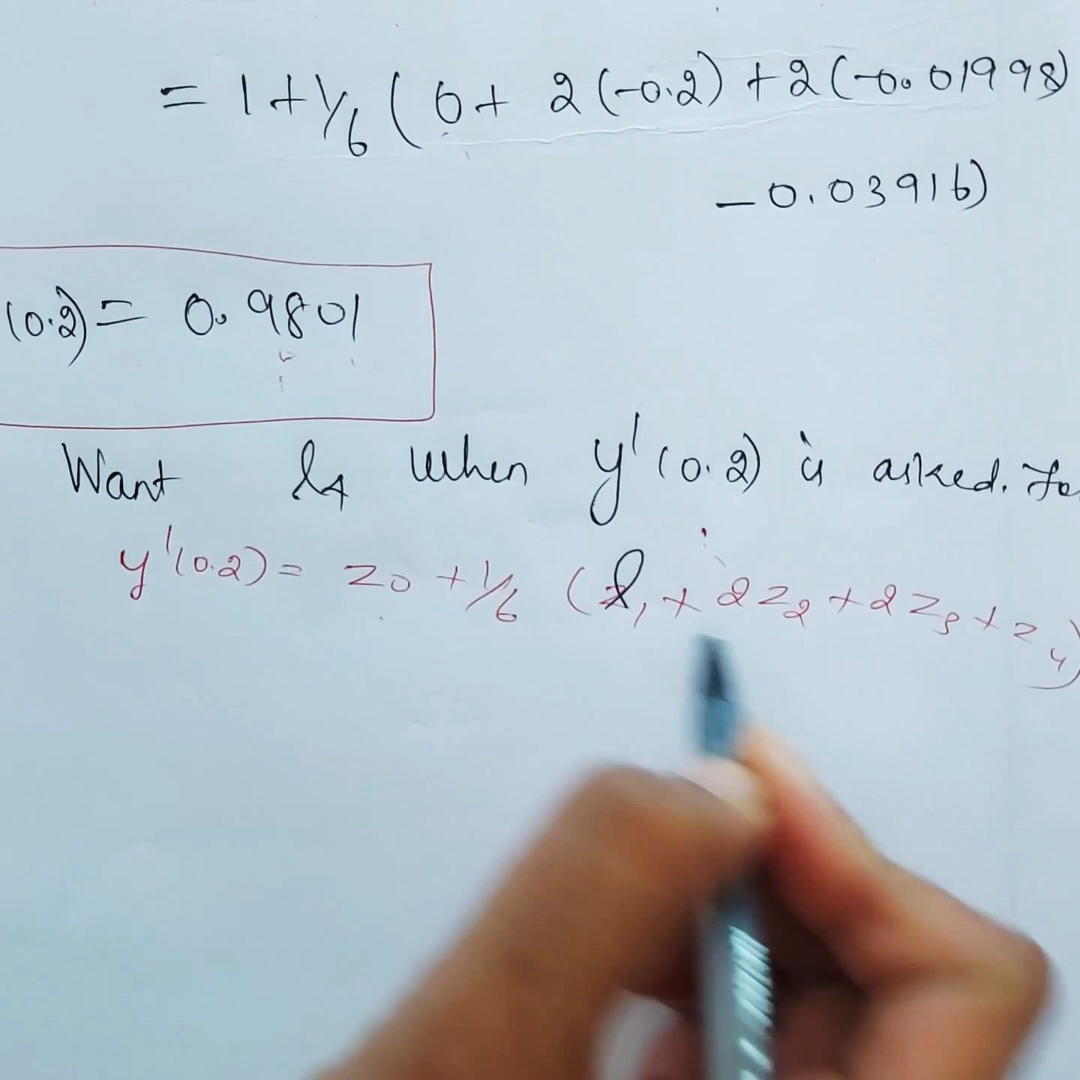 = 1 + 1/6 ( 0 + 2 (-0.2) + 2 (-0.01998)
- 0.03916)
(0.2) = 0.9801
Want l4 when y'(0.2) is asked.
y'(0.2) = z0 + 1/6 ( l1 + 2z2 + 2z3 + z4)